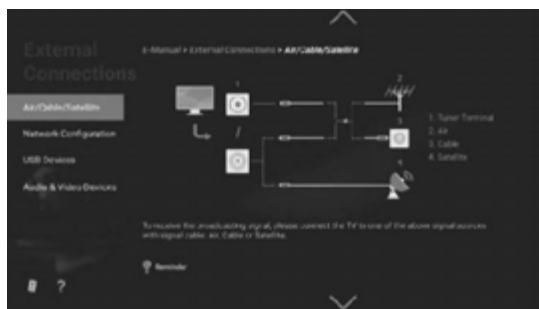 External
Connections
E-Manual ▸ External Connections ▸ Air/Cable/Satellite
Air/Cable/Satellite
Network Configuration
USB Devices
Audio & Video Devices
1
2
/
3
4
1. Tuner Terminal
2. Air
3. Cable
4. Satellite
To receive the broadcasting signal, please connect the TV to one of the above signal sources
with signal cable: air, Cable or Satellite.
Reminder
?